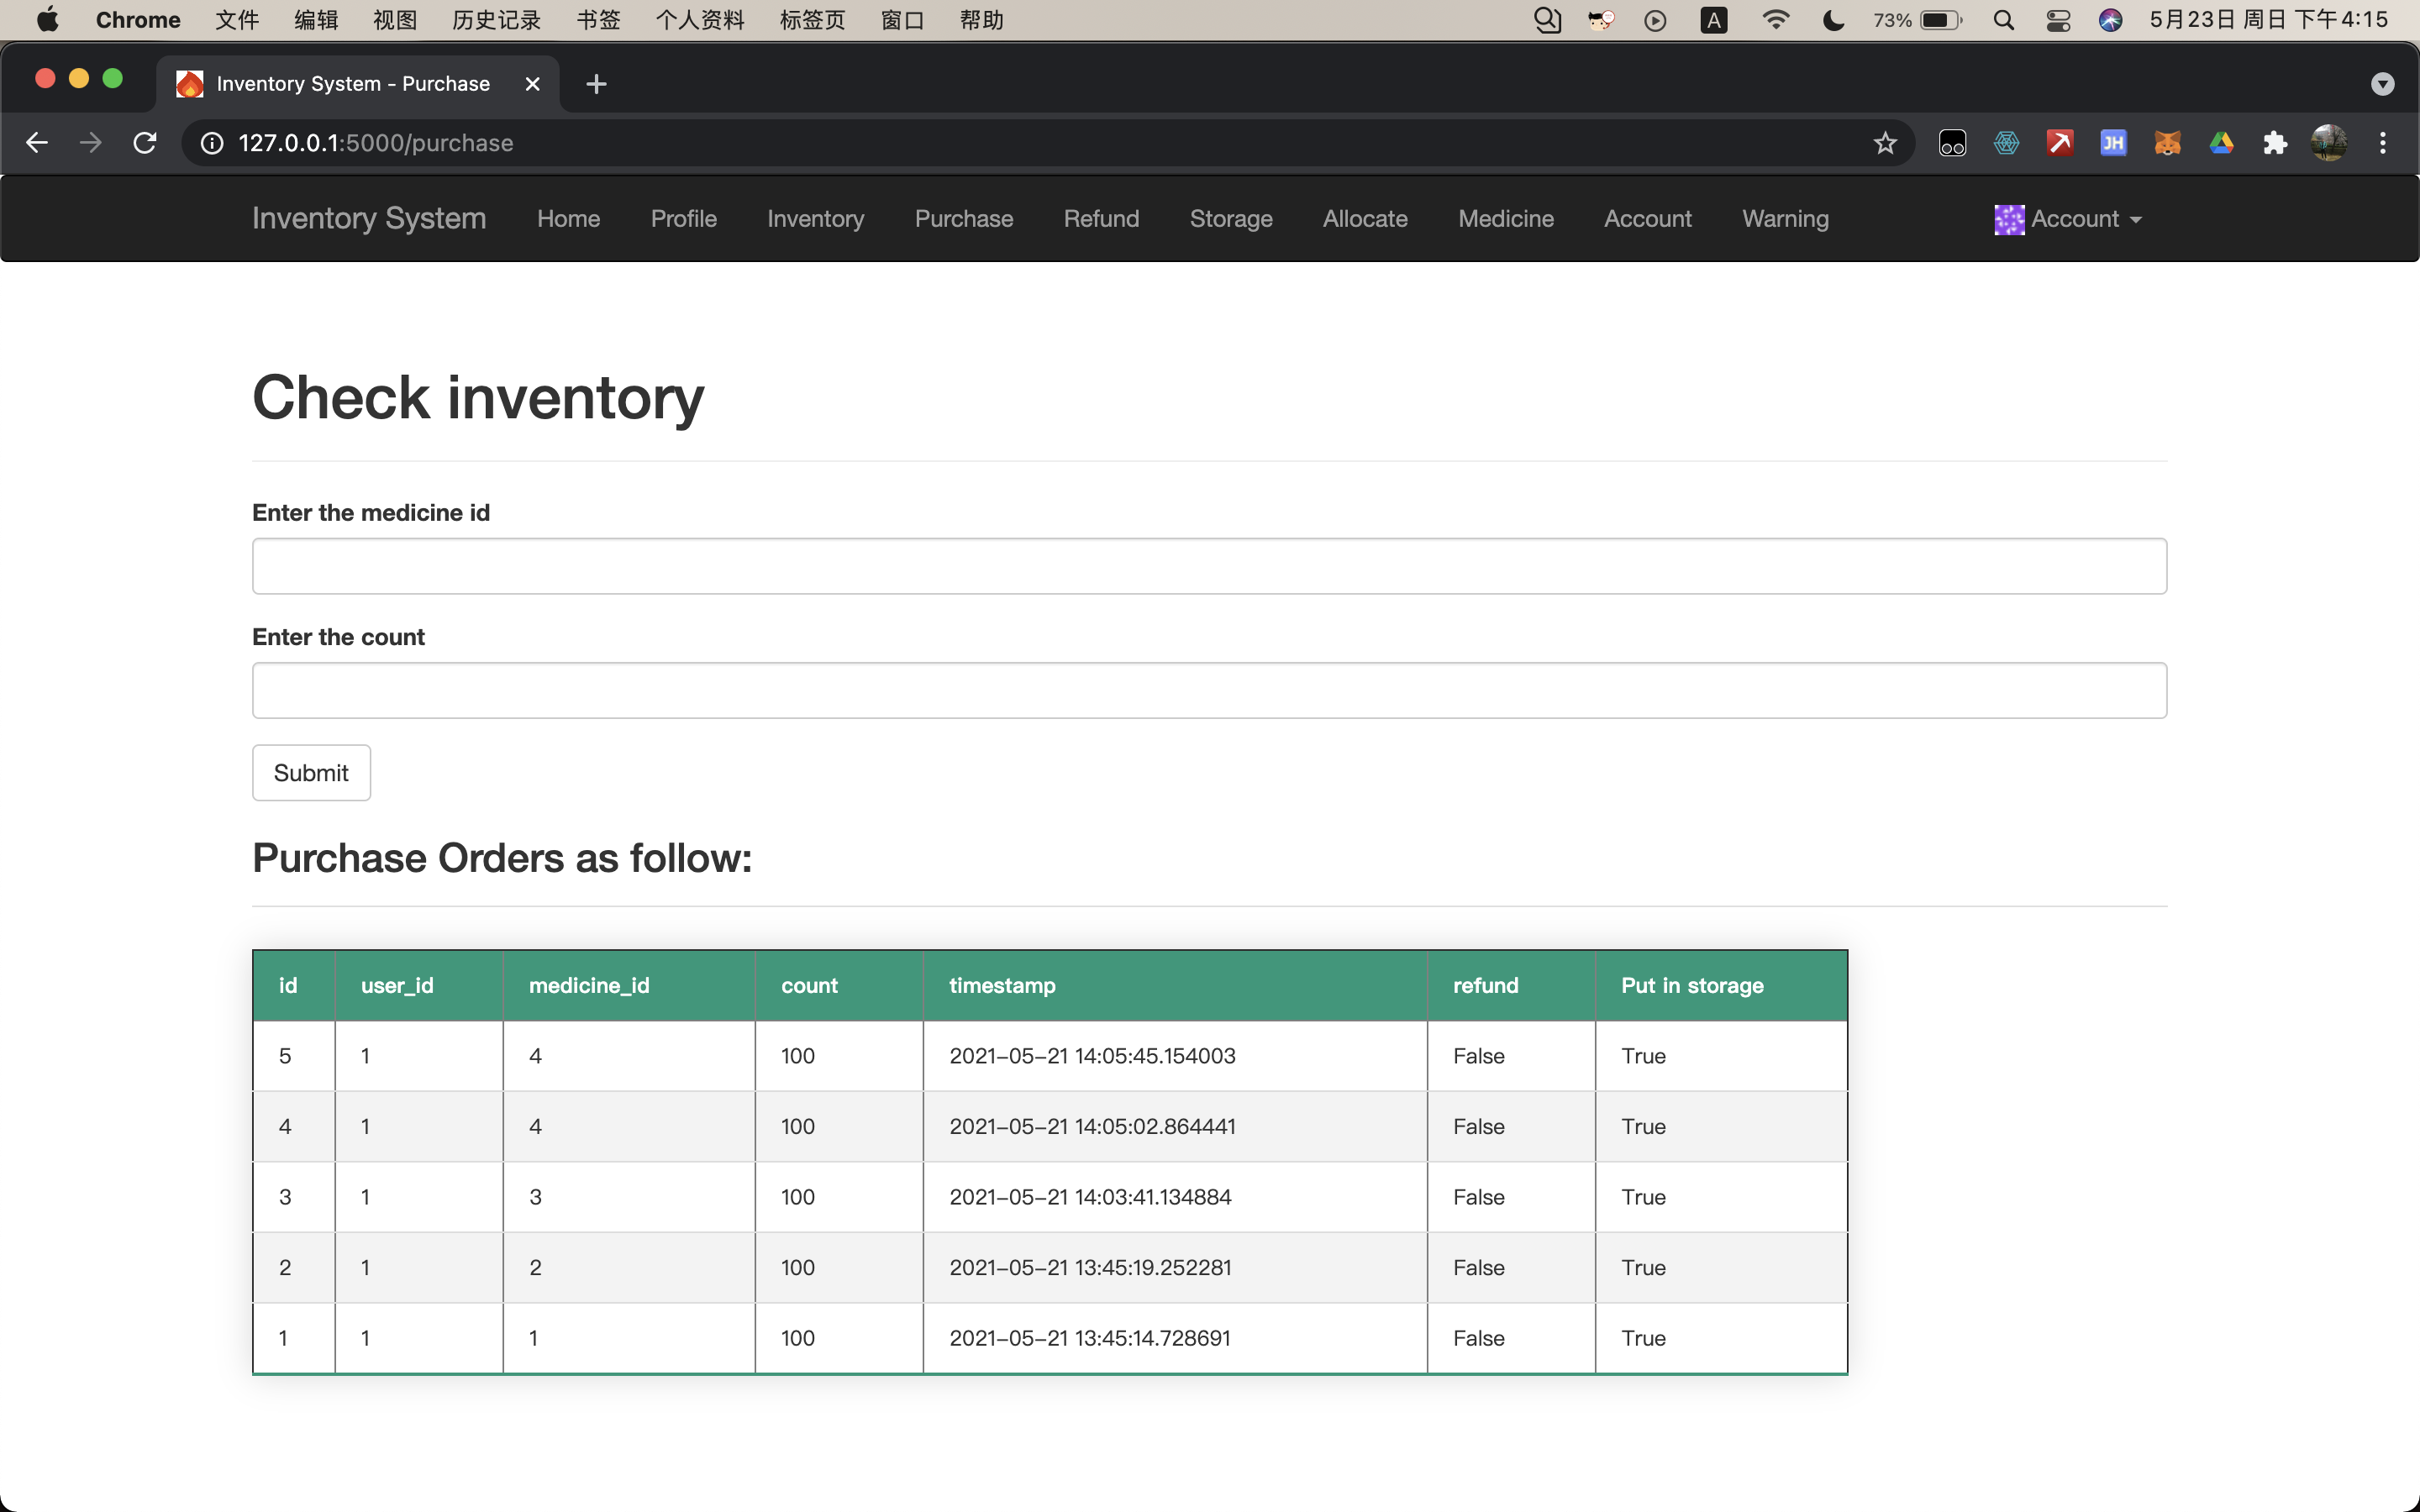 Chrome 文件 编辑 视图 历史记录 书签 个人资料 标签页 窗口 帮助 A 73% 5月23日 周日 下午4:15
Inventory System - Purchase
127.0.0.1:5000/purchase JH
Inventory System Home Profile Inventory Purchase Refund Storage Allocate Medicine Account Warning Account
Check inventory
Enter the medicine id
Enter the count
Submit
Purchase Orders as follow:
id user_id medicine_id count timestamp refund Put in storage
5 1 4 100 2021-05-21 14:05:45.154003 False True
4 1 4 100 2021-05-21 14:05:02.864441 False True
3 1 3 100 2021-05-21 14:03:41.134884 False True
2 1 2 100 2021-05-21 13:45:19.252281 False True
1 1 1 100 2021-05-21 13:45:14.728691 False True